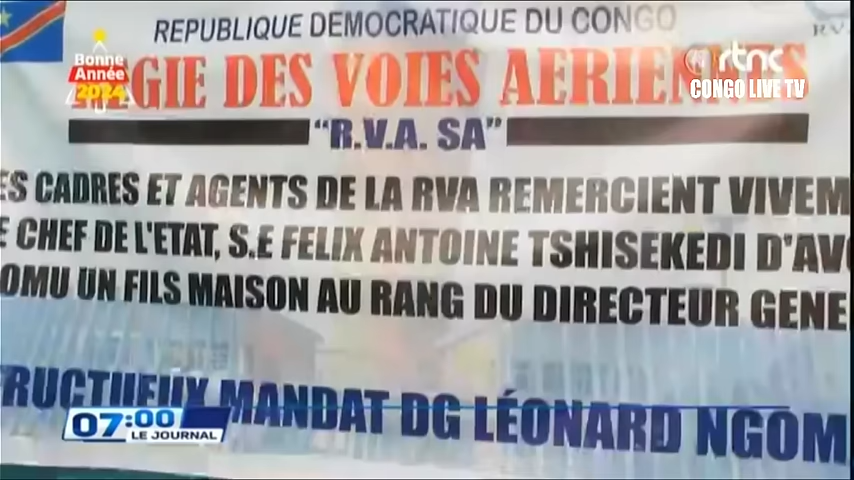 REPUBLIQUE DEMOCRATIQUE DU CONGO
R.V.
Bonne
Année
2024
GIE DES VOIES AERIEN
rtnc
CONGO LIVE TV
"R.V.A. SA"
ES CADRES ET AGENTS DE LA RVA REMERCIENT VIVEM
E CHEF DE L'ETAT, S.E FELIX ANTOINE TSHISEKEDI D'AV
OMU UN FILS MAISON AU RANG DU DIRECTEUR GENE
RUCTUEUX MANDAT DG LÉONARD NGOM
07:00
LE JOURNAL